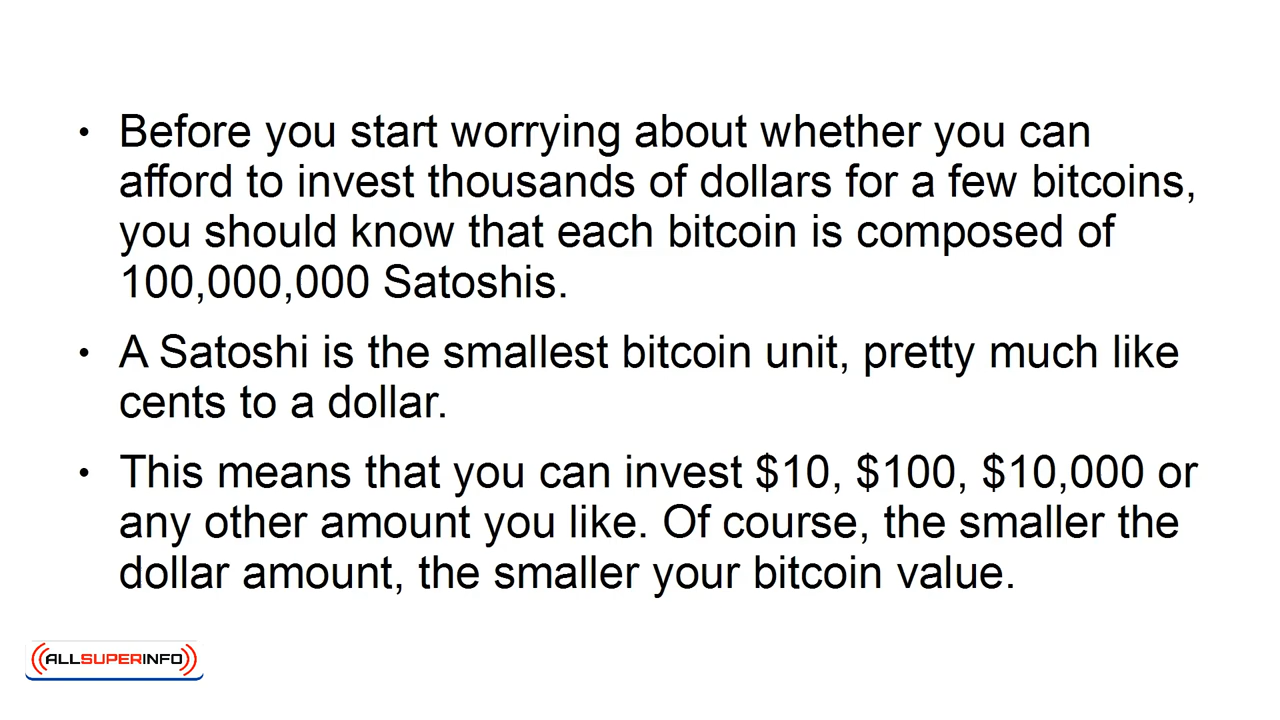 • Before you start worrying about whether you can
afford to invest thousands of dollars for a few bitcoins,
you should know that each bitcoin is composed of
100,000,000 Satoshis.
• A Satoshi is the smallest bitcoin unit, pretty much like
cents to a dollar.
• This means that you can invest $10, $100, $10,000 or
any other amount you like. Of course, the smaller the
dollar amount, the smaller your bitcoin value.
ALLSUPERINFO